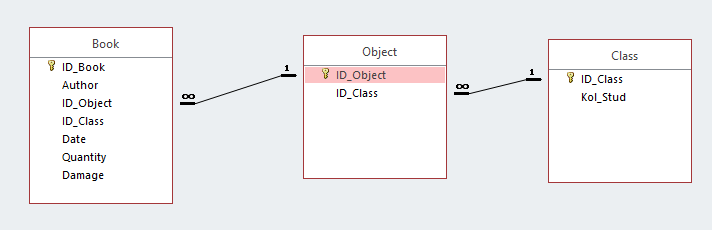 Book
ID_Book
Author
ID_Object
ID_Class
Date
Quantity
Damage
∞
1
Object
ID_Object
ID_Class
∞
1
Class
ID_Class
Kol_Stud